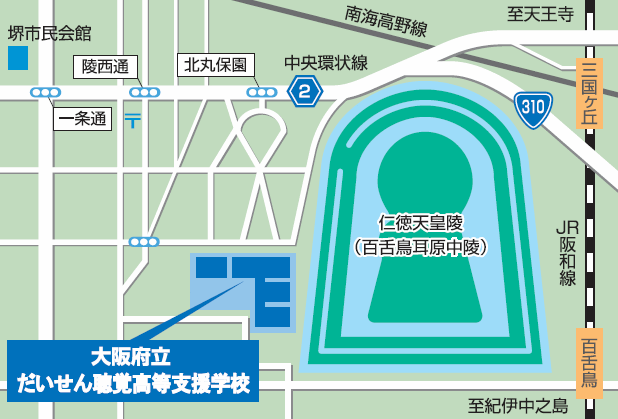 南海高野線
至天王寺
堺市民会館
陵西通
北丸保園
中央環状線
2
三国ヶ丘
310
一条通
〒
仁徳天皇陵
（百舌鳥耳原中陵）
JR阪和線
百舌鳥
大阪府立
だいせん聴覚高等支援学校
至紀伊中之島